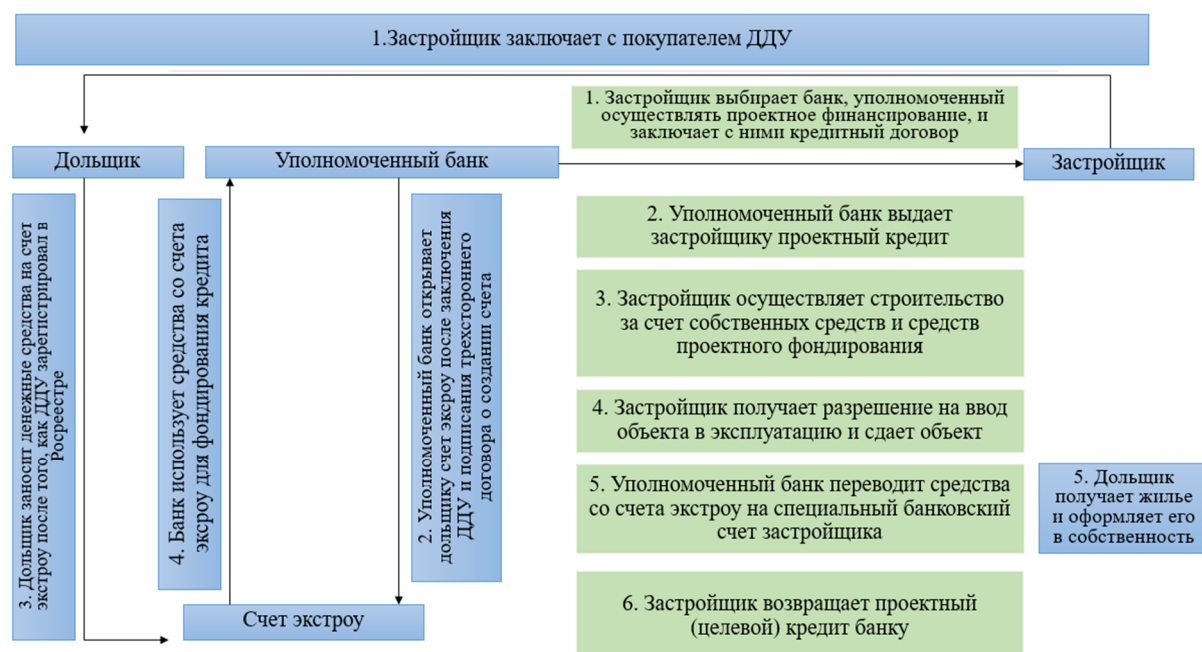 1.Застройщик заключает с покупателем ДДУ
1. Застройщик выбирает банк, уполномоченный
осуществлять проектное финансирование, и
заключает с ними кредитный договор
Дольщик
Уполномоченный банк
Застройщик
3. Дольщик заносит денежные средства на счет
экстроу после того, как ДДУ зарегистрировал в
Росреестре
4. Банк использует средства со счета
эксроу для фондирования кредита
2. Уполномоченный банк открывает
дольщику счет эксроу после заключения
ДДУ и подписания трехстороннего
договора о создании счета
2. Уполномоченный банк выдает
застройщику проектный кредит
3. Застройщик осуществляет строительство
за счет собственных средств и средств
проектного фондирования
4. Застройщик получает разрешение на ввод
объекта в эксплуатацию и сдает объект
5. Уполномоченный банк переводит средства
со счета экстроу на специальный банковский
счет застройщика
5. Дольщик
получает жилье
и оформляет его
в собственность
6. Застройщик возвращает проектный
(целевой) кредит банку
Счет экстроу